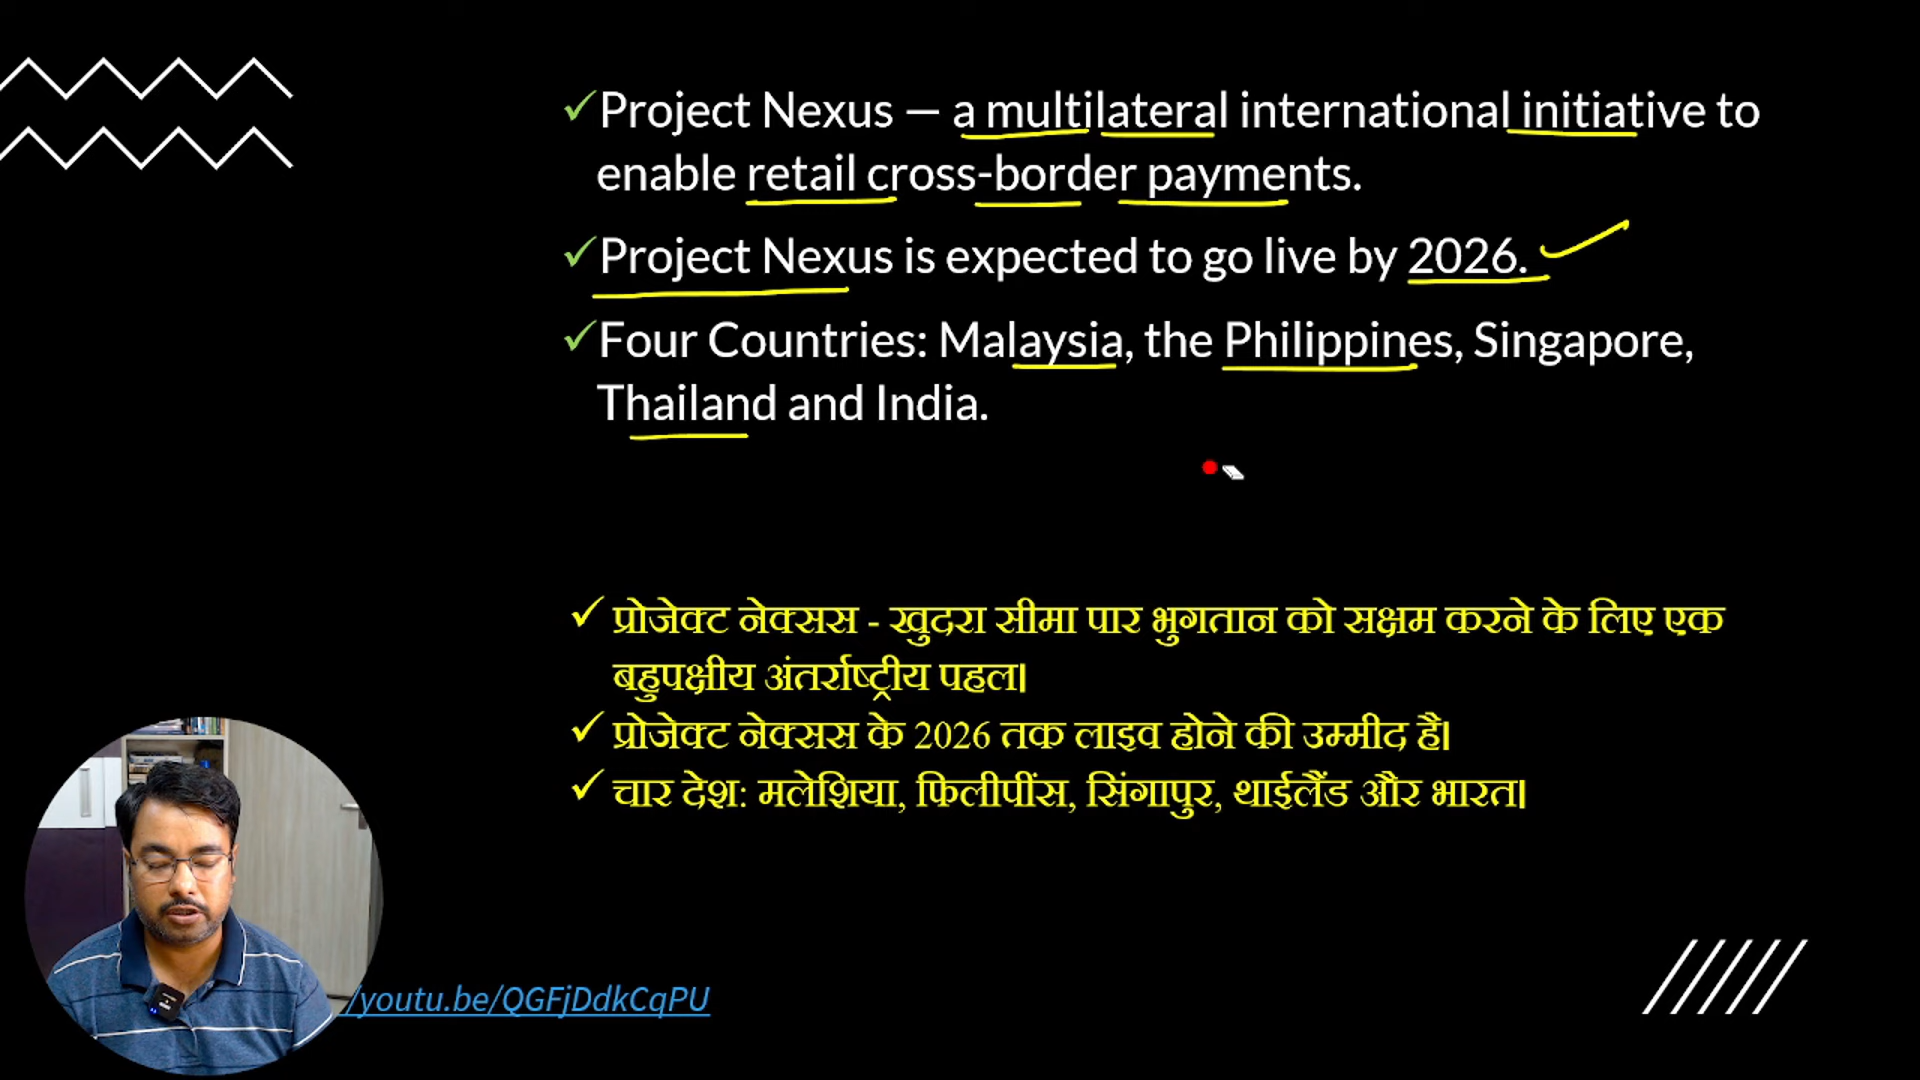 Project Nexus — a multilateral international initiative to
enable retail cross-border payments.
Project Nexus is expected to go live by 2026.
Four Countries: Malaysia, the Philippines, Singapore,
Thailand and India.
प्रोजेक्ट नेक्सस - खुदरा सीमा पार भुगतान को सक्षम करने के लिए एक
बहुपक्षीय अंतर्राष्ट्रीय पहल।
प्रोजेक्ट नेक्सस के 2026 तक लाइव होने की उम्मीद है।
चार देश: मलेशिया, फिलीपींस, सिंगापुर, थाईलैंड और भारत।
/youtu.be/QGFjDdkCqPU